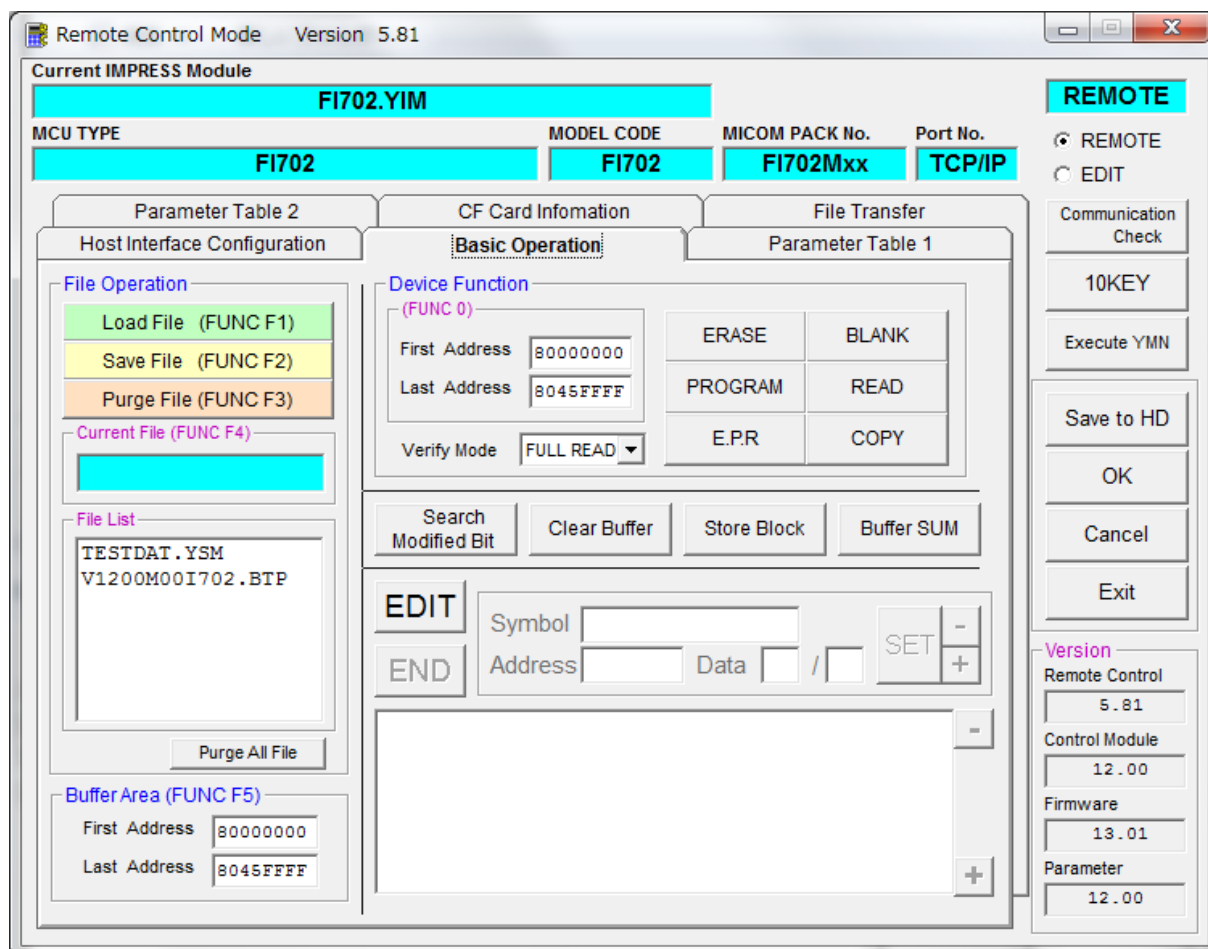 Remote Control Mode Version 5.81
Current IMPRESS Module
FI702.YIM
REMOTE
MCU TYPE MODEL CODE MICOM PACK No. Port No.
FI702 FI702 FI702Mxx TCP/IP
REMOTE
EDIT
Parameter Table 2 CF Card Infomation File Transfer
Host Interface Configuration Basic Operation Parameter Table 1
File Operation
Load File (FUNC F1)
Save File (FUNC F2)
Purge File (FUNC F3)
Current File (FUNC F4)
File List
TESTDAT.YSM
V1200M00I702.BTP
Purge All File
Buffer Area (FUNC F5)
First Address 80000000
Last Address 8045FFFF
Device Function
(FUNC 0)
First Address 80000000
Last Address 8045FFFF
Verify Mode FULL READ
ERASE BLANK
PROGRAM READ
E.P.R COPY
Search
Modified Bit
Clear Buffer
Store Block
Buffer SUM
EDIT
END
Symbol
Address Data /
SET
-
+
-
+
Communication
Check
10KEY
Execute YMN
Save to HD
OK
Cancel
Exit
Version
Remote Control
5.81
Control Module
12.00
Firmware
13.01
Parameter
12.00